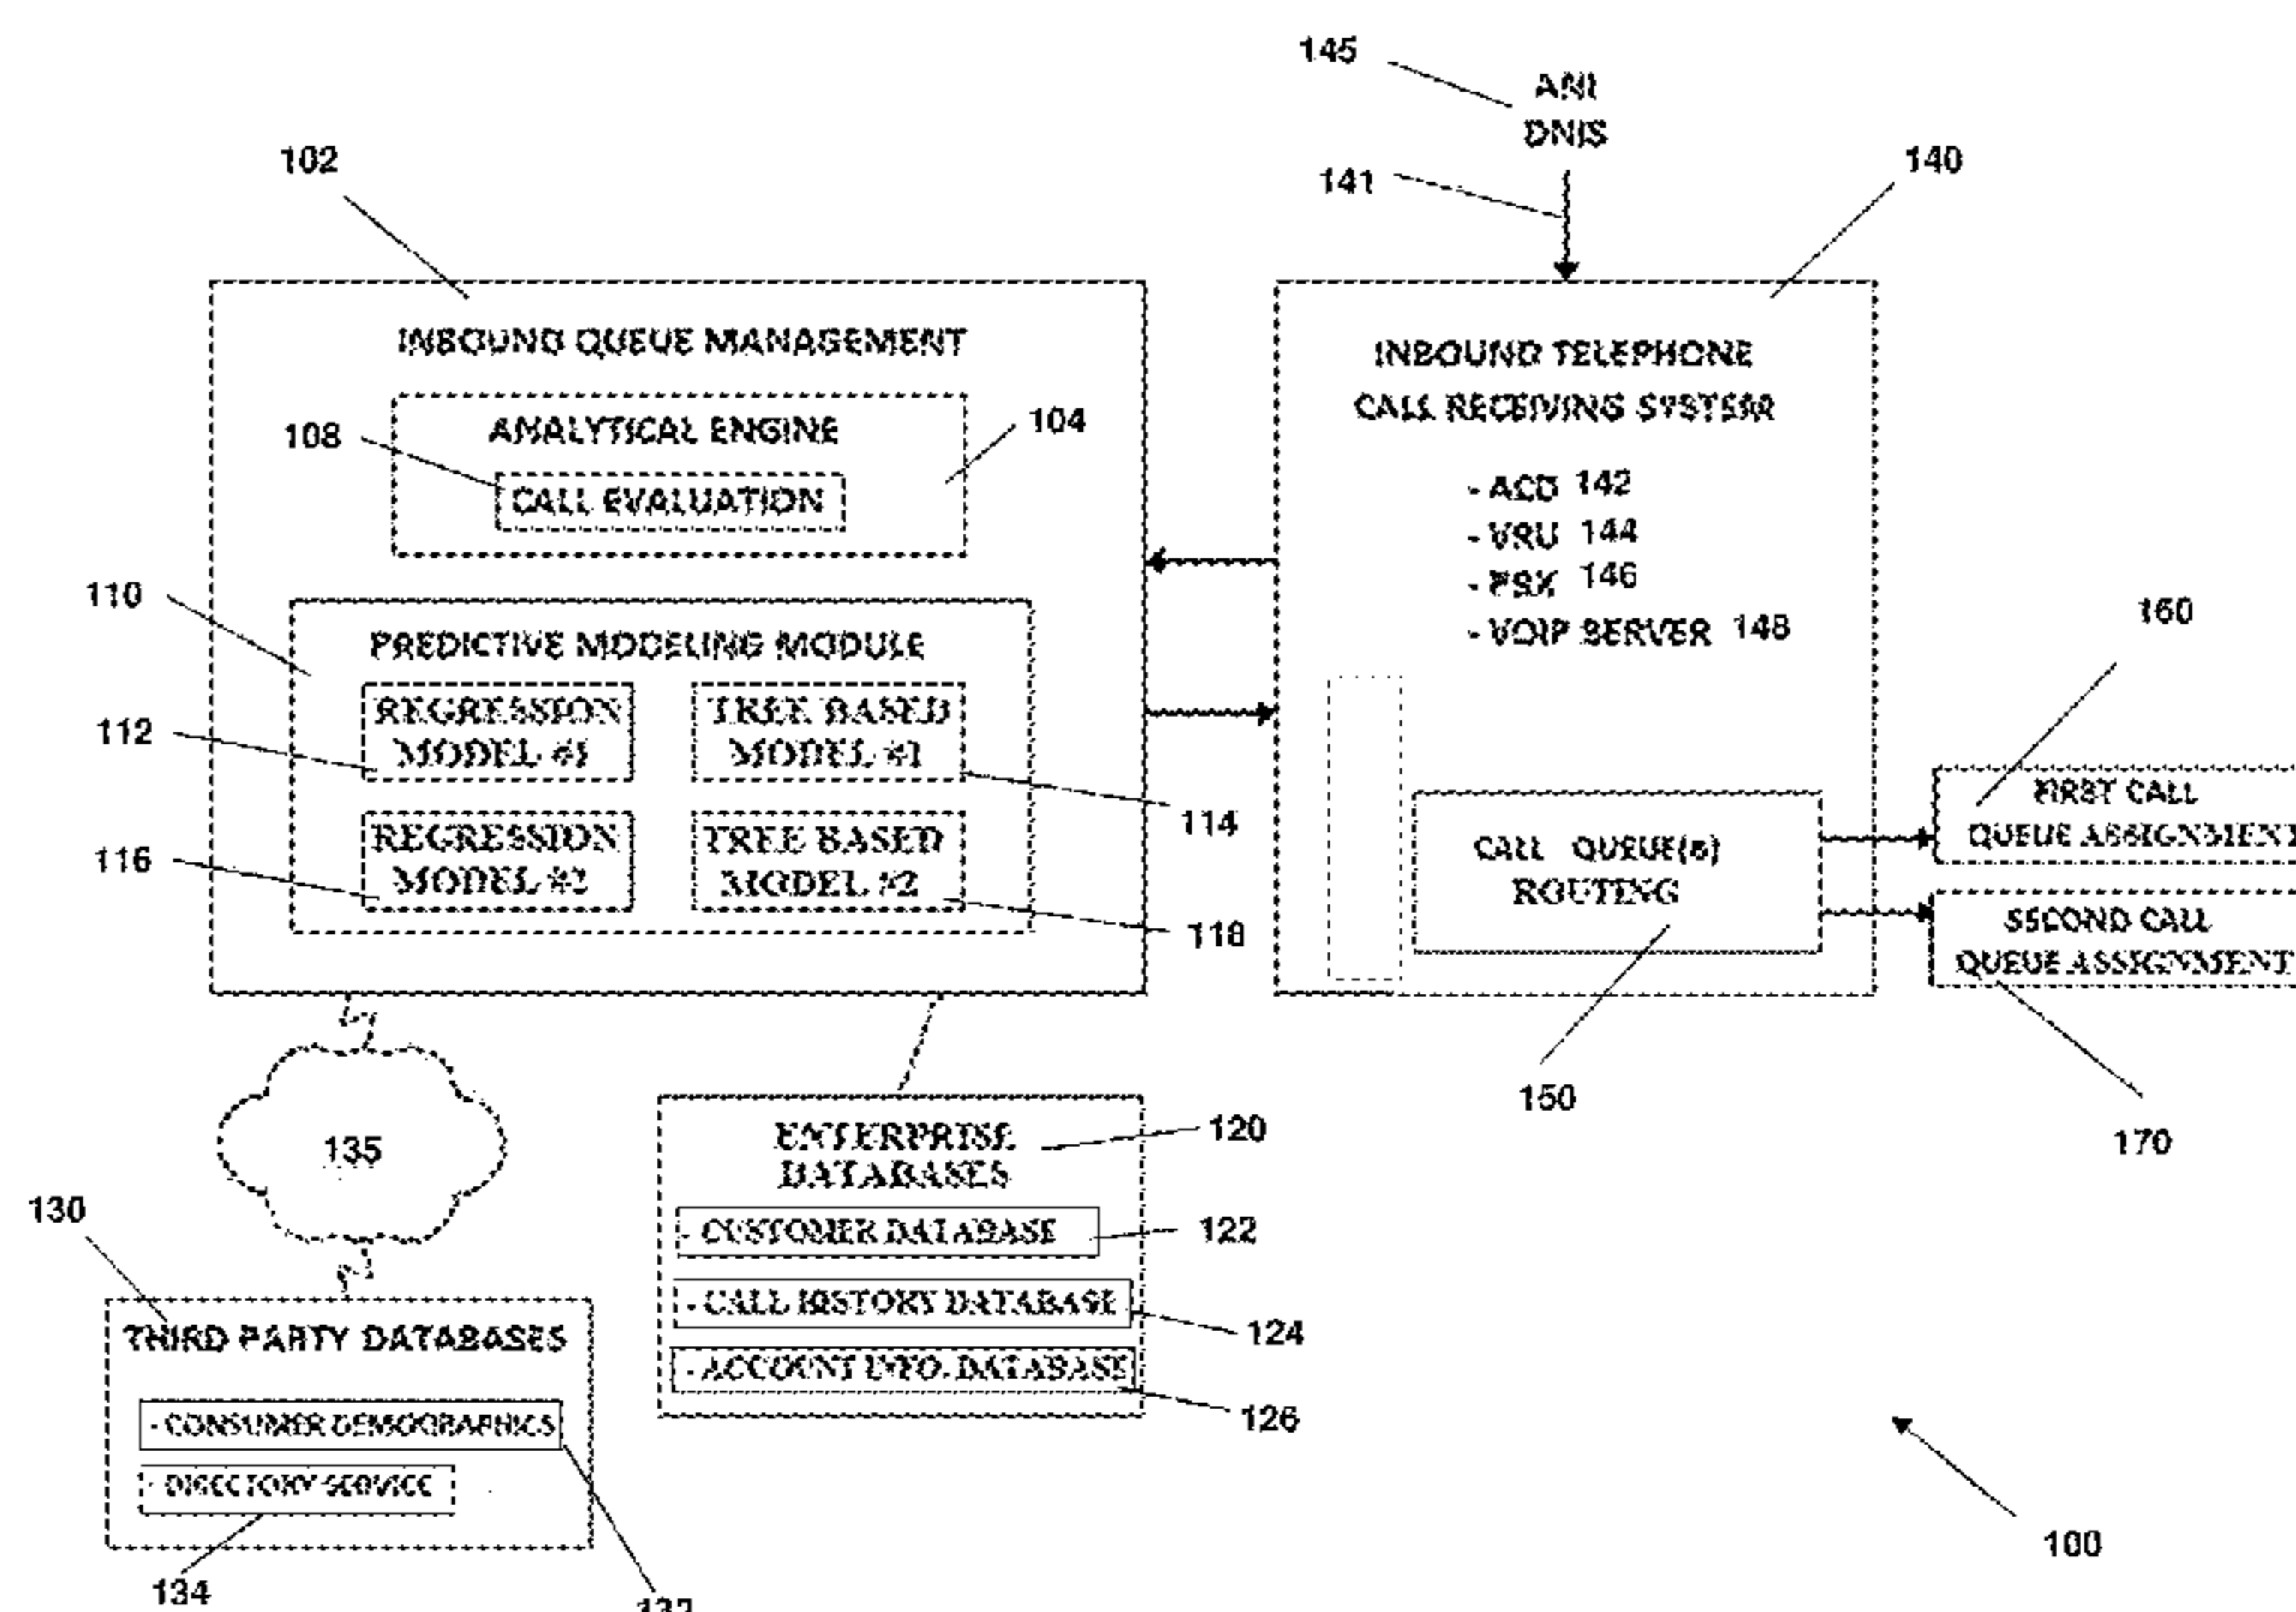 145
ANI
DNIS
141
140
102
INBOUND QUEUE MANAGEMENT
ANALYTICAL ENGINE
108
104
CALL EVALUATION
110
PREDICTIVE MODELING MODULE
REGRESSION
MODEL #1
TREE BASED
MODEL #1
112
114
REGRESSION
MODEL #2
TREE BASED
MODEL #2
116
118
INBOUND TELEPHONE
CALL RECEIVING SYSTEM
- ACD 142
- VRU 144
- PBX 146
- VOIP SERVER 148
160
FIRST CALL
QUEUE ASSIGNMENT
CALL QUEUE(s)
ROUTING
SECOND CALL
QUEUE ASSIGNMENT
150
170
135
ENTERPRISE
DATABASES
120
- CUSTOMER DATABASE
122
- CALL HISTORY DATABASE
124
- ACCOUNT INFO. DATABASE
126
130
THIRD PARTY DATABASES
- CONSUMER DEMOGRAPHICS
- DIRECTORY SERVICE
134
100